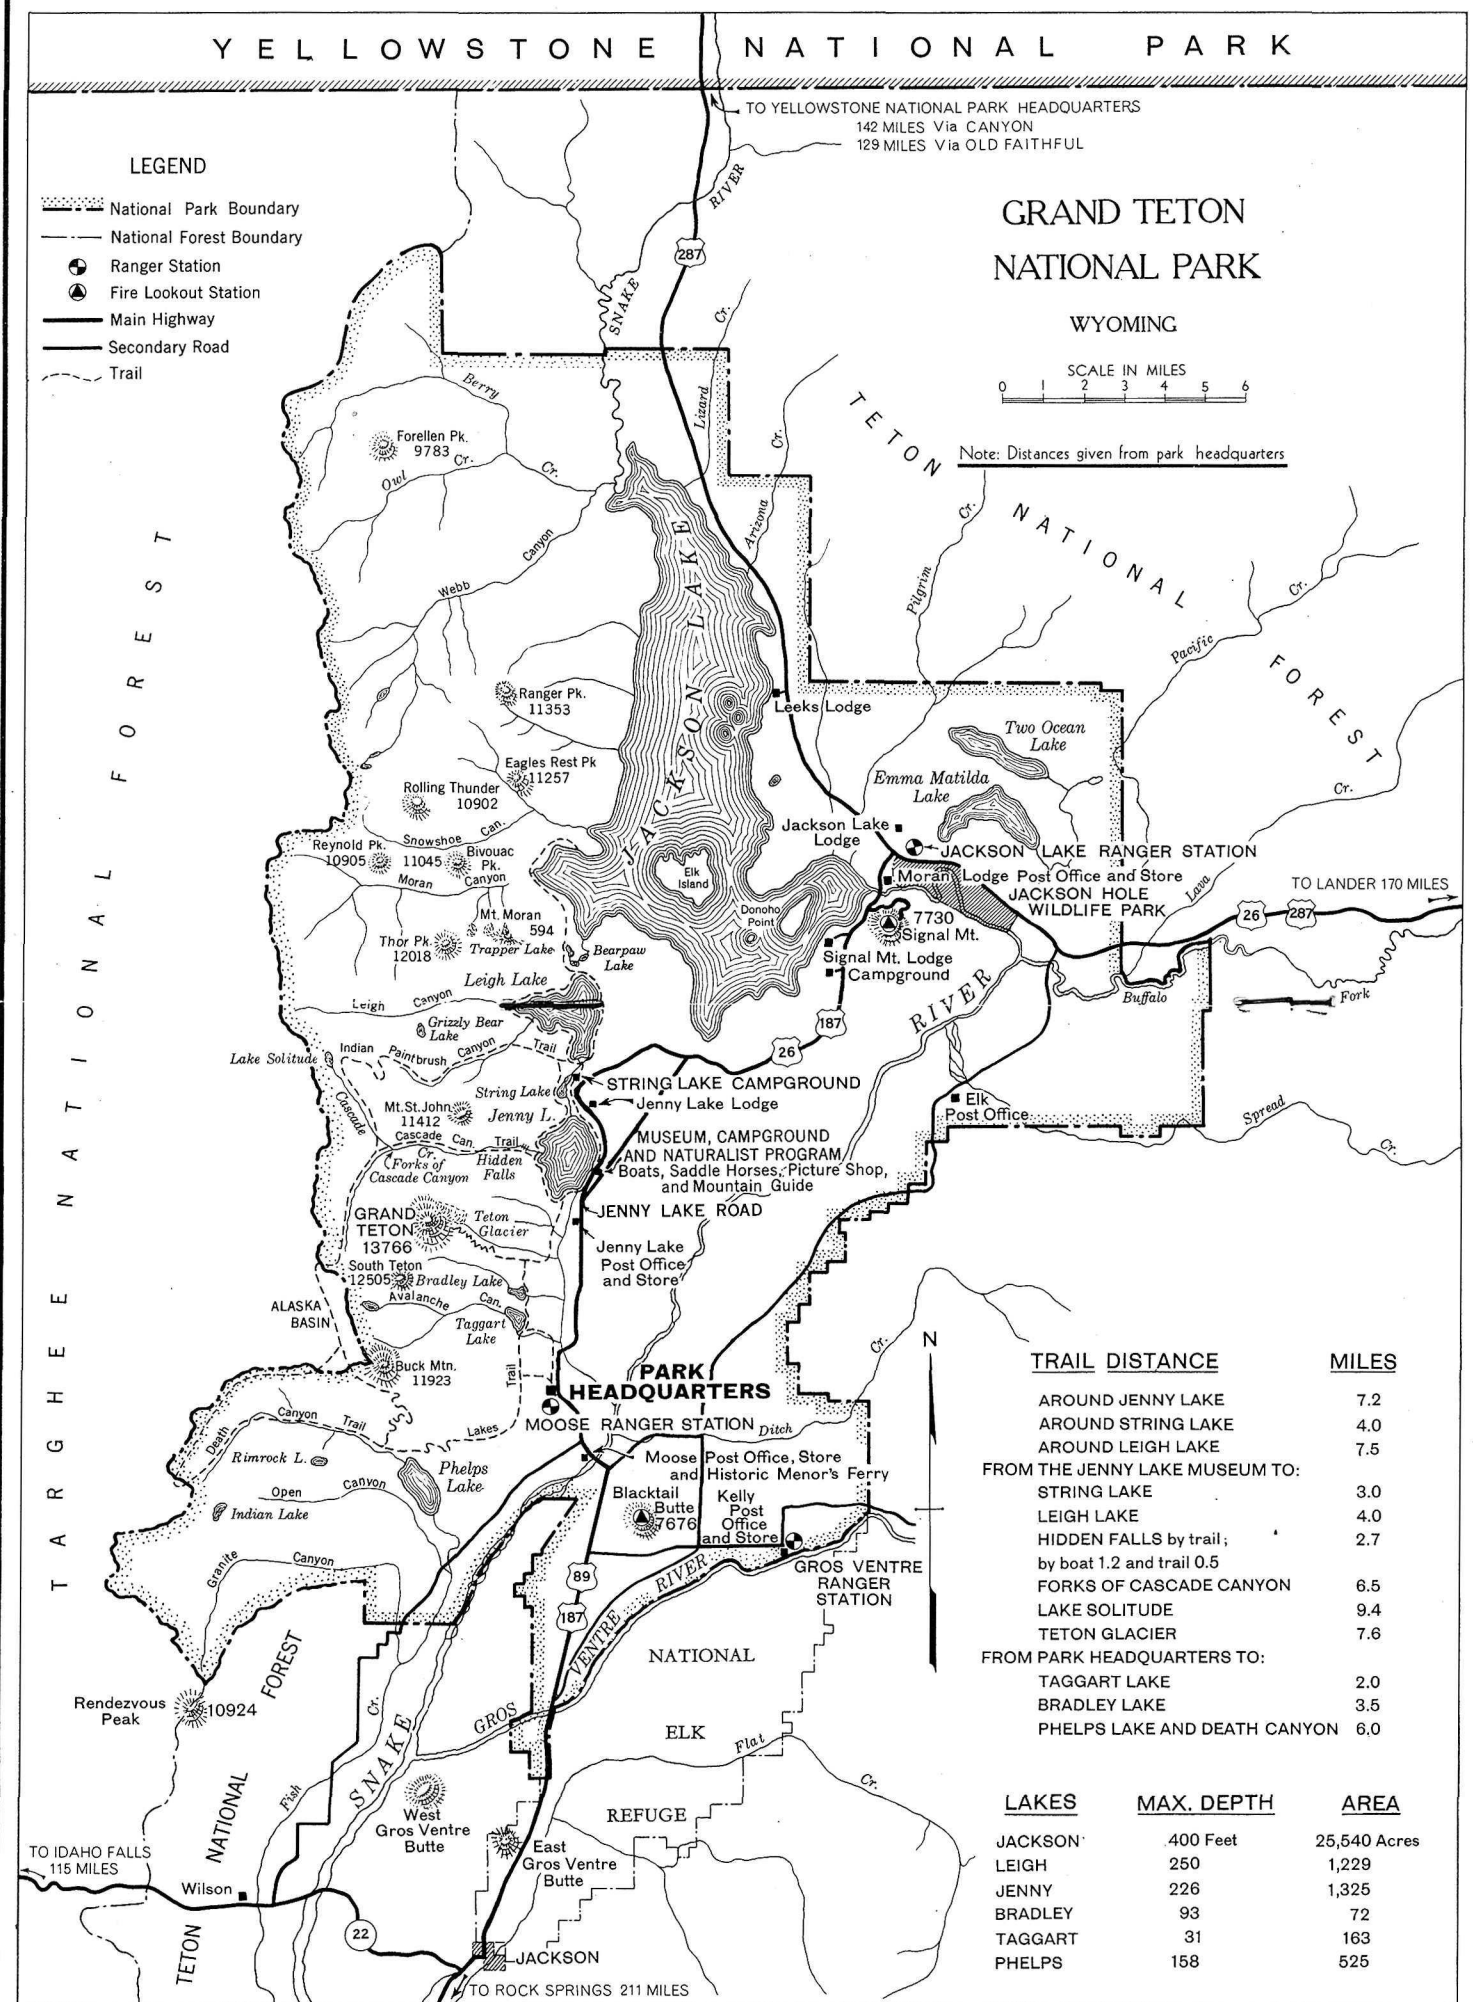 YELLOWSTONE NATIONAL PARK
TO YELLOWSTONE NATIONAL PARK HEADQUARTERS
142 MILES Via CANYON
129 MILES Via OLD FAITHFUL
LEGEND
National Park Boundary
National Forest Boundary
Ranger Station
Fire Lookout Station
Main Highway
Secondary Road
Trail
GRAND TETON
NATIONAL PARK
WYOMING
SCALE IN MILES
0 1 2 3 4 5 6
Note: Distances given from park headquarters
SNAKE RIVER
287
Lizard Cr.
Arizona Cr.
Pilgrim Cr.
Pacific Cr.
Lava Cr.
TETON NATIONAL FOREST
TARGHEE NATIONAL FOREST
Berry
Cr.
Forellen Pk.
9783
Owl Cr.
Webb Canyon
JACKSON LAKE
Ranger Pk.
11353
Leeks Lodge
Two Ocean
Lake
Emma Matilda
Lake
Eagles Rest Pk
11257
Rolling Thunder
10902
Snowshoe Can.
Reynold Pk.
10905
11045
Bivouac
Pk.
Moran Canyon
Jackson Lake
Lodge
JACKSON LAKE RANGER STATION
Moran Lodge Post Office and Store
JACKSON HOLE
WILDLIFE PARK
TO LANDER 170 MILES
26
287
Elk
Island
Donoho
Point
7730
Signal Mt.
Mt. Moran
594
Thor Pk.
12018
Trapper Lake
Bearpaw
Lake
Signal Mt. Lodge
Campground
Leigh Lake
Leigh Canyon
Grizzly Bear
Lake
RIVER
Buffalo
Fork
187
26
Lake Solitude
Indian Paintbrush Canyon Trail
String Lake
STRING LAKE CAMPGROUND
Jenny Lake Lodge
Elk
Post Office
Spread Cr.
Cascade
Cr.
Mt. St. John
11412
Jenny L.
Cascade Can. Trail
Forks of
Cascade Canyon
Hidden
Falls
MUSEUM, CAMPGROUND
AND NATURALIST PROGRAM
Boats, Saddle Horses, Picture Shop,
and Mountain Guide
JENNY LAKE ROAD
GRAND
TETON
13766
Teton
Glacier
Jenny Lake
Post Office
and Store
South Teton
12505
Bradley Lake
Avalanche Can.
Taggart
Lake
ALASKA
BASIN
Buck Mtn.
11923
Trail
PARK
HEADQUARTERS
MOOSE RANGER STATION
Ditch
Cr.
N
Death Canyon Trail
Lakes
Rimrock L.
Phelps
Lake
Open Canyon
Indian Lake
Granite Canyon
Moose Post Office, Store
and Historic Menor's Ferry
Blacktail
Butte
7676
Kelly
Post
Office
and Store
GROS VENTRE
RANGER
STATION
89
187
GROS VENTRE RIVER
NATIONAL
ELK
REFUGE
Flat Cr.
Rendezvous
Peak
10924
TETON NATIONAL FOREST
Fish Cr.
SNAKE
West
Gros Ventre
Butte
East
Gros Ventre
Butte
TO IDAHO FALLS
115 MILES
Wilson
22
JACKSON
TO ROCK SPRINGS 211 MILES
TRAIL DISTANCE MILES
AROUND JENNY LAKE 7.2
AROUND STRING LAKE 4.0
AROUND LEIGH LAKE 7.5
FROM THE JENNY LAKE MUSEUM TO:
STRING LAKE 3.0
LEIGH LAKE 4.0
HIDDEN FALLS by trail; 2.7
by boat 1.2 and trail 0.5
FORKS OF CASCADE CANYON 6.5
LAKE SOLITUDE 9.4
TETON GLACIER 7.6
FROM PARK HEADQUARTERS TO:
TAGGART LAKE 2.0
BRADLEY LAKE 3.5
PHELPS LAKE AND DEATH CANYON 6.0
LAKES MAX. DEPTH AREA
JACKSON 400 Feet 25,540 Acres
LEIGH 250 1,229
JENNY 226 1,325
BRADLEY 93 72
TAGGART 31 163
PHELPS 158 525